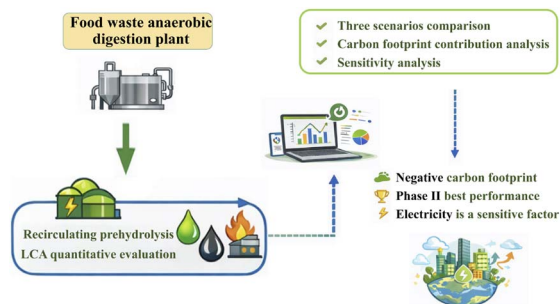 Food waste anaerobic
digestion plant
Three scenarios comparison
Carbon footprint contribution analysis
Sensitivity analysis
Recirculating prehydrolysis
LCA quantitative evaluation
Negative carbon footprint
Phase II best performance
Electricity is a sensitive factor